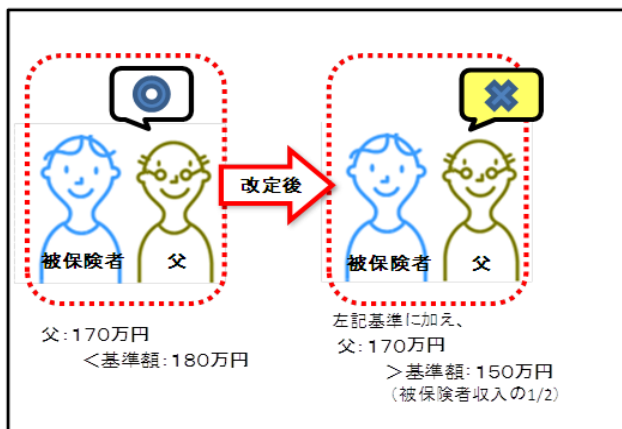 被保険者
父
父:170万円
＜基準額:180万円
改定後
被保険者
父
左記基準に加え、
父:170万円
＞基準額:150万円
(被保険者収入の1/2)